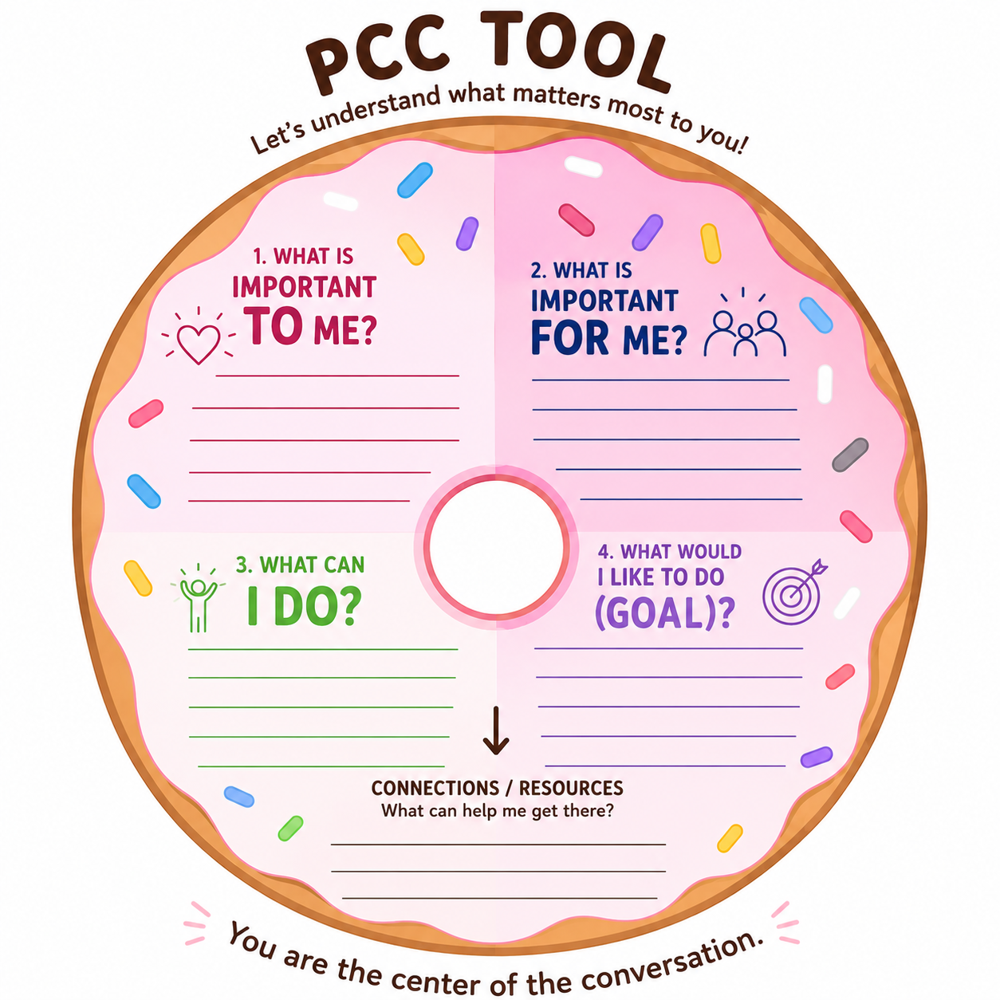 PCC TOOL
Let's understand what matters most to you!
1. WHAT IS
IMPORTANT
TO ME?
2. WHAT IS
IMPORTANT
FOR ME?
3. WHAT CAN
I DO?
4. WHAT WOULD
I LIKE TO DO
(GOAL)?
CONNECTIONS / RESOURCES
What can help me get there?
You are the center of the conversation.